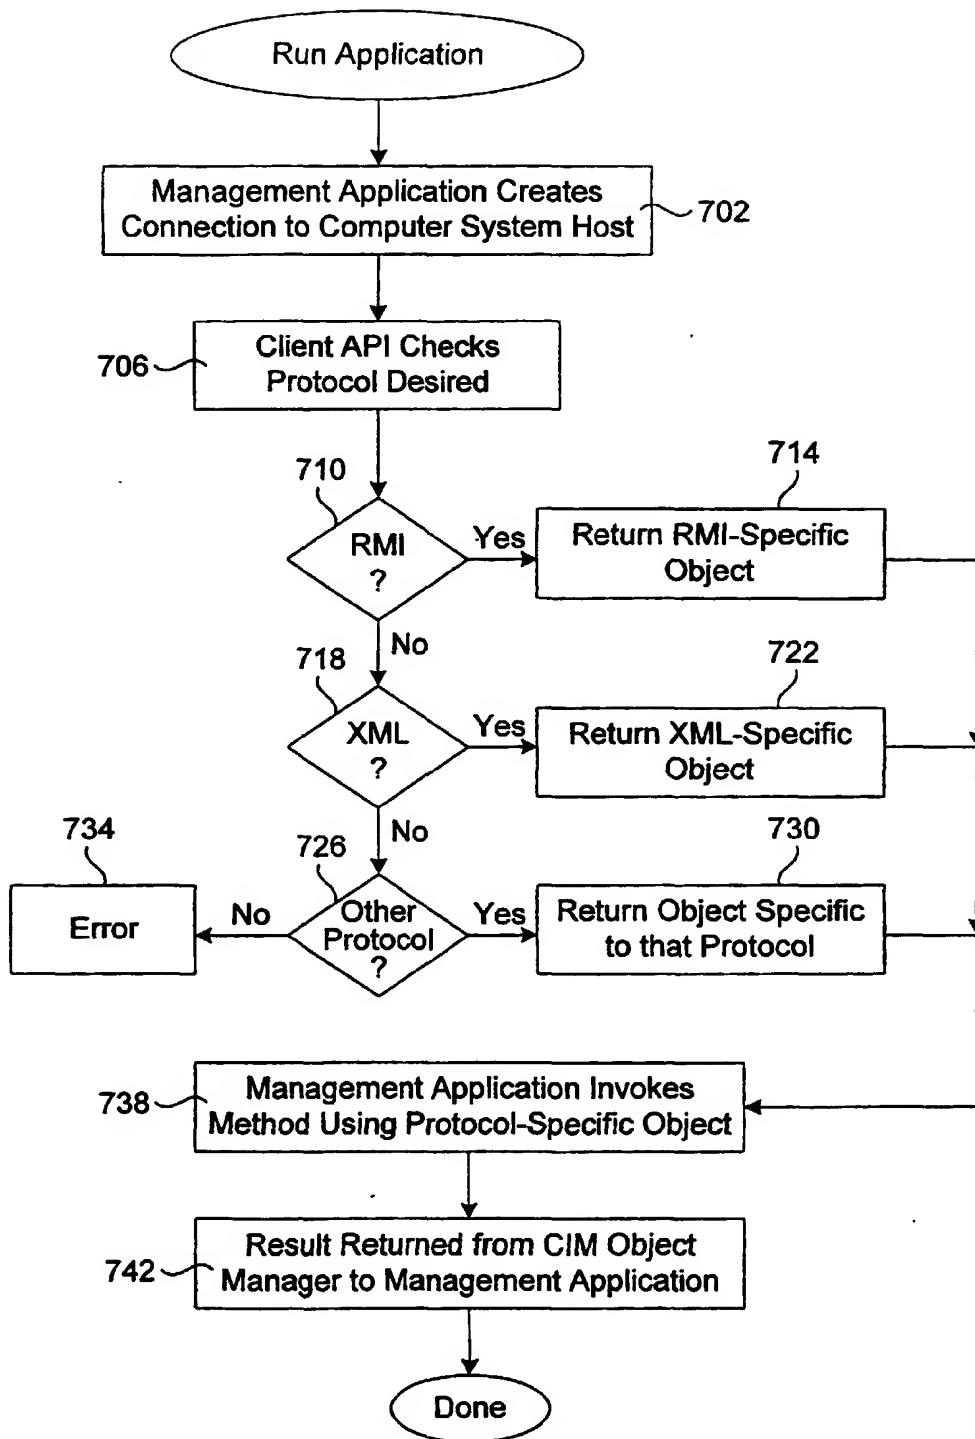 Run Application
Management Application Creates
Connection to Computer System Host
702
Client API Checks
Protocol Desired
706
710
RMI
?
Yes
714
Return RMI-Specific
Object
No
718
XML
?
Yes
722
Return XML-Specific
Object
No
734
Error
No
726
Other
Protocol
?
Yes
730
Return Object Specific
to that Protocol
738
Management Application Invokes
Method Using Protocol-Specific Object
742
Result Returned from CIM Object
Manager to Management Application
Done